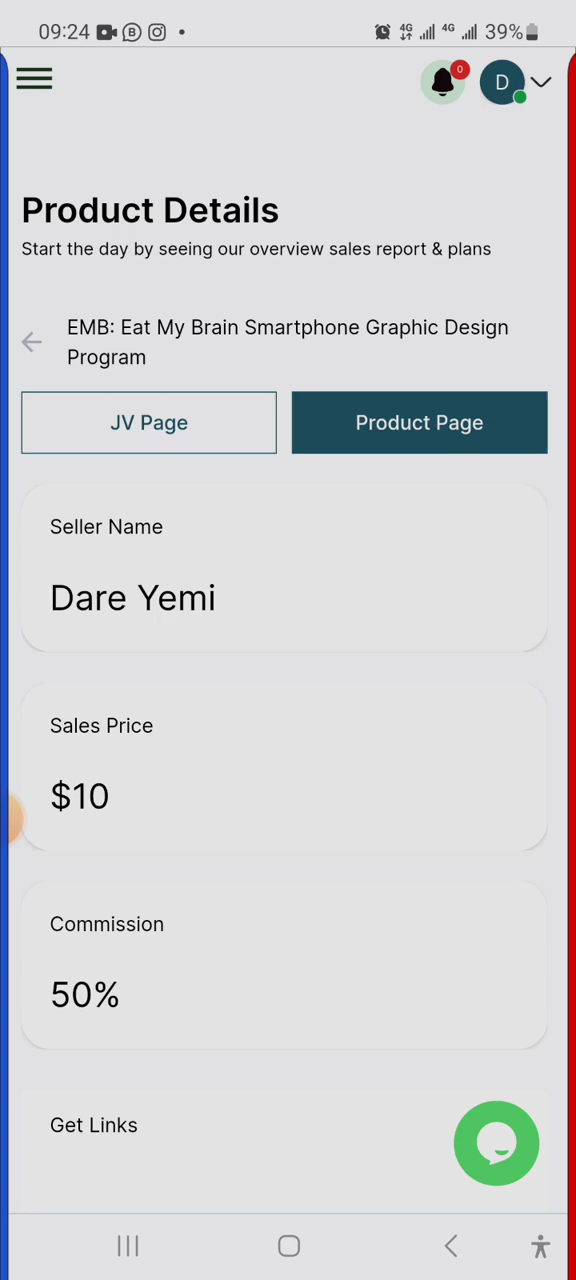 09:24 B • 4G 4G 39%
0
D
Product Details
Start the day by seeing our overview sales report & plans
EMB: Eat My Brain Smartphone Graphic Design
Program
JV Page Product Page
Seller Name
Dare Yemi
Sales Price
$10
Commission
50%
Get Links